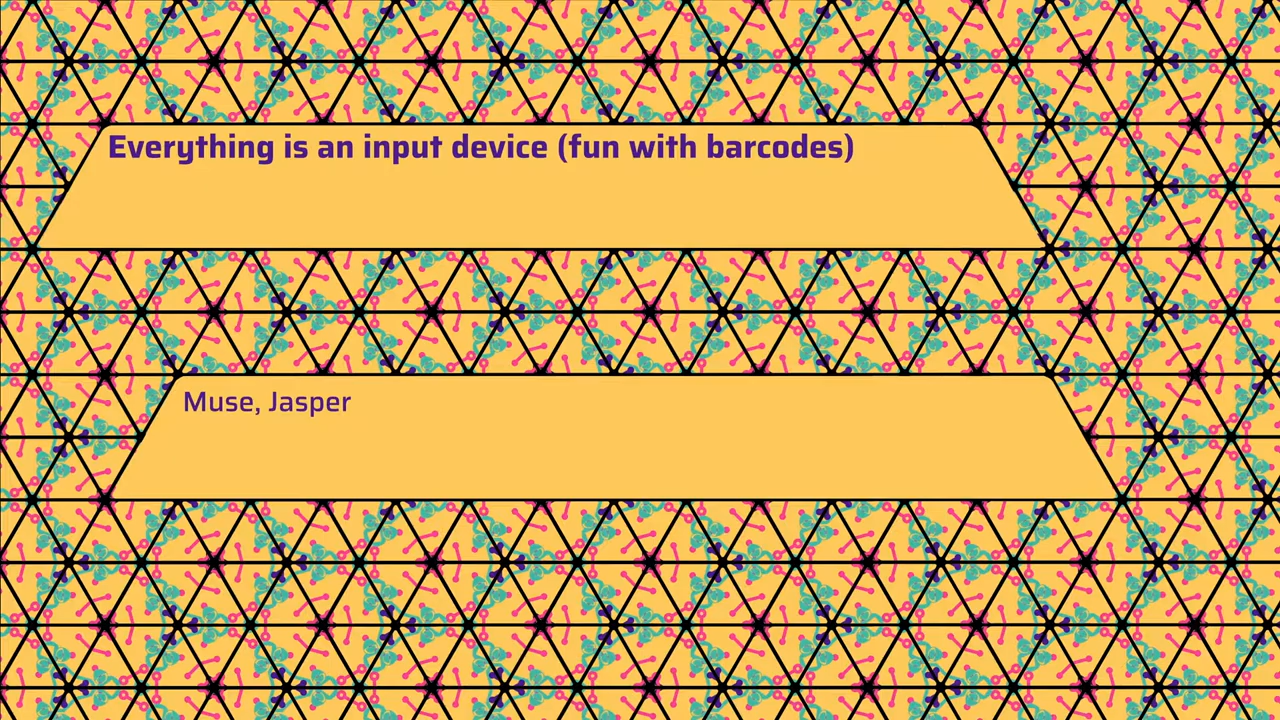 Everything is an input device (fun with barcodes)
Muse, Jasper